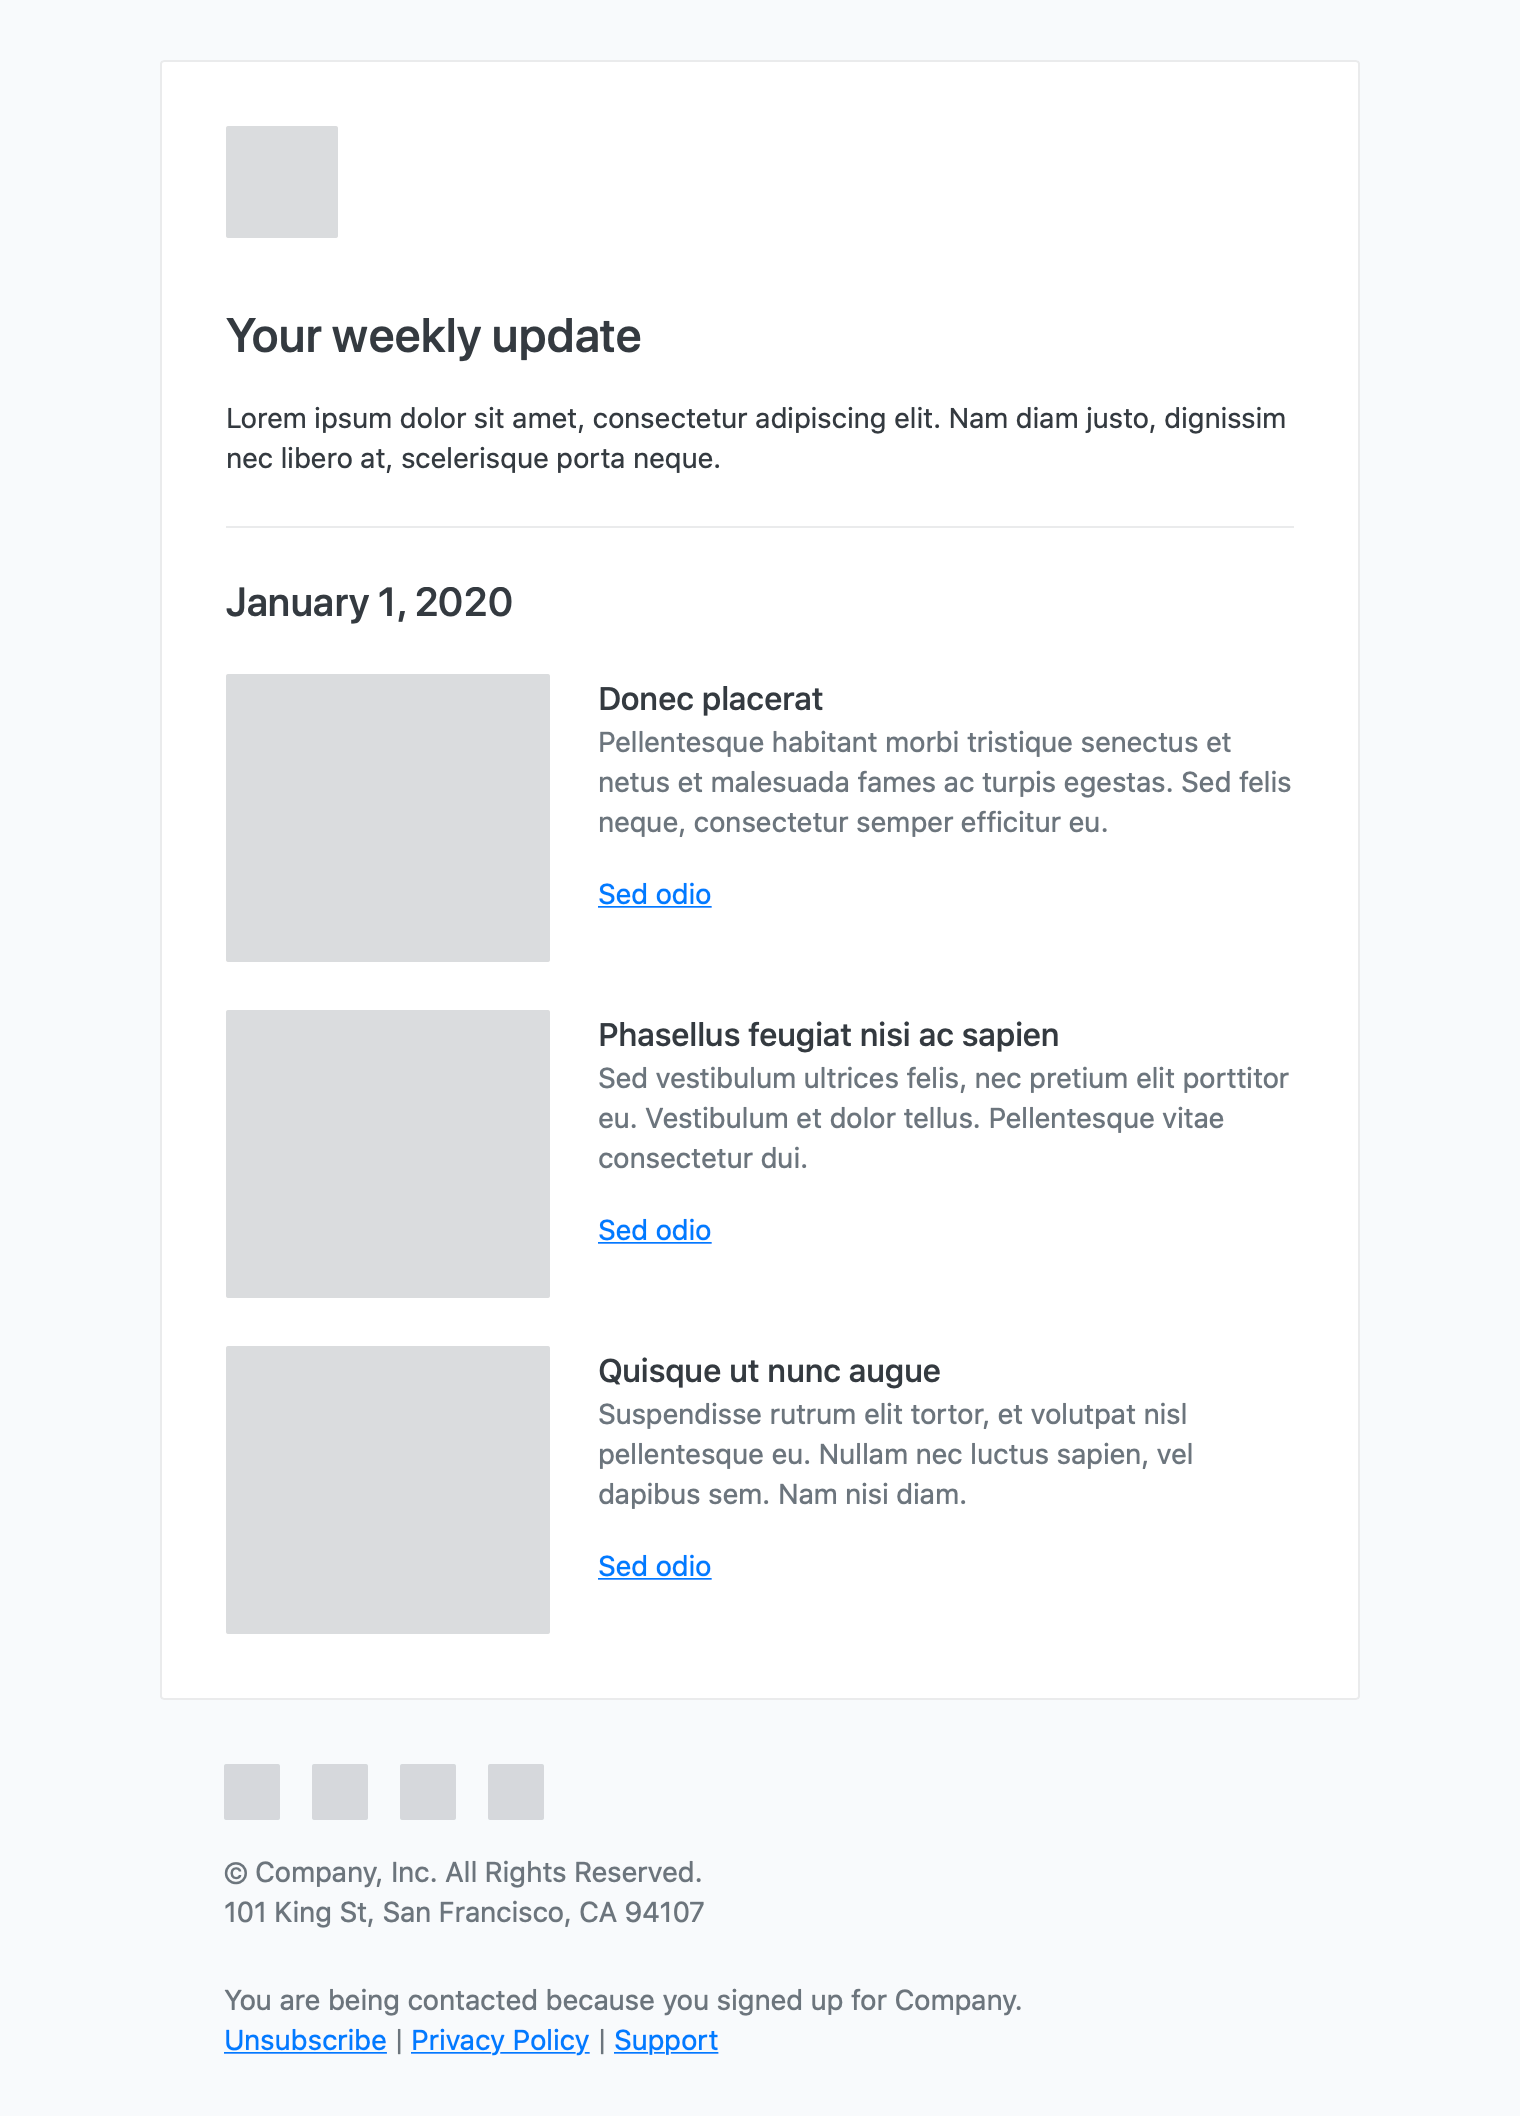 Your weekly update
Lorem ipsum dolor sit amet, consectetur adipiscing elit. Nam diam justo, dignissim
nec libero at, scelerisque porta neque.
January 1, 2020
Donec placerat
Pellentesque habitant morbi tristique senectus et
netus et malesuada fames ac turpis egestas. Sed felis
neque, consectetur semper efficitur eu.
Sed odio
Phasellus feugiat nisi ac sapien
Sed vestibulum ultrices felis, nec pretium elit porttitor
eu. Vestibulum et dolor tellus. Pellentesque vitae
consectetur dui.
Sed odio
Quisque ut nunc augue
Suspendisse rutrum elit tortor, et volutpat nisl
pellentesque eu. Nullam nec luctus sapien, vel
dapibus sem. Nam nisi diam.
Sed odio
© Company, Inc. All Rights Reserved.
101 King St, San Francisco, CA 94107
You are being contacted because you signed up for Company.
Unsubscribe | Privacy Policy | Support